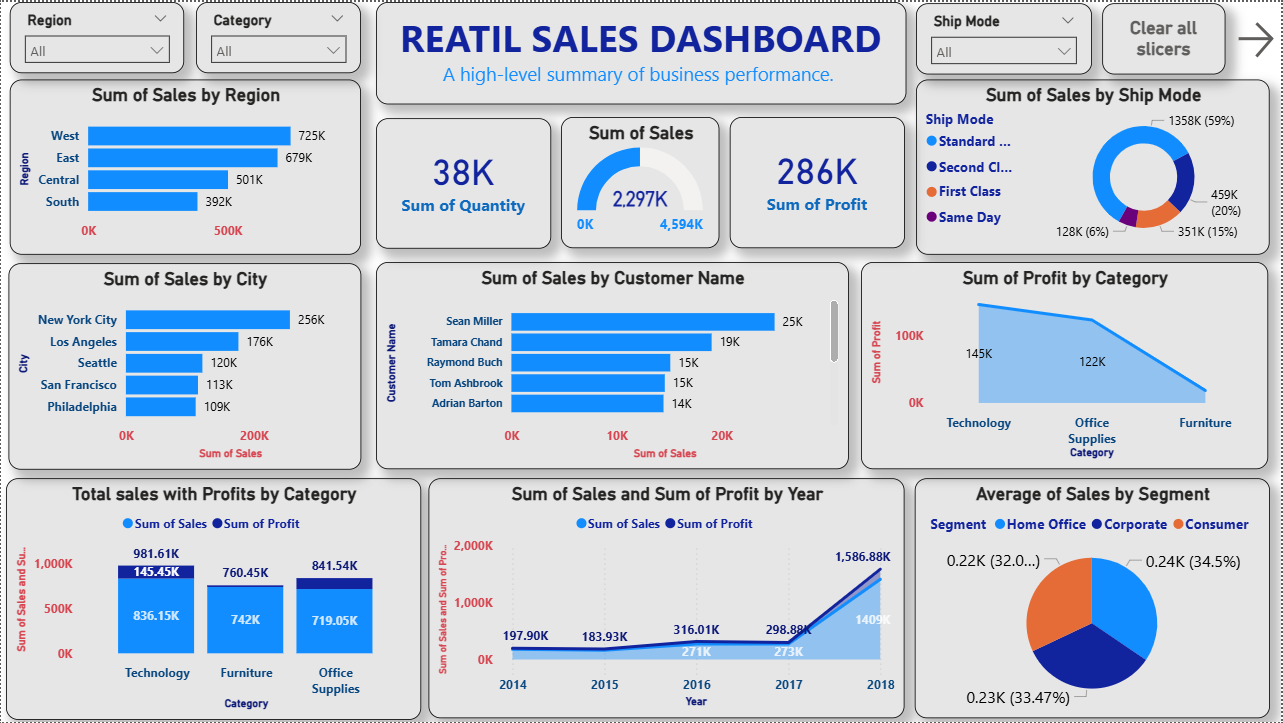 Region
All
Category
All
REATIL SALES DASHBOARD
A high-level summary of business performance.
Ship Mode
All
Clear all
slicers
Sum of Sales by Region
Region
West
725K
East
679K
Central
501K
South
392K
0K
500K
38K
Sum of Quantity
Sum of Sales
2,297K
0K
4,594K
286K
Sum of Profit
Sum of Sales by Ship Mode
Ship Mode
Standard ...
Second Cl...
First Class
Same Day
1358K (59%)
459K
(20%)
351K (15%)
128K (6%)
Sum of Sales by City
City
New York City
256K
Los Angeles
176K
Seattle
120K
San Francisco
113K
Philadelphia
109K
0K
200K
Sum of Sales
Sum of Sales by Customer Name
Customer Name
Sean Miller
25K
Tamara Chand
19K
Raymond Buch
15K
Tom Ashbrook
15K
Adrian Barton
14K
0K
10K
20K
Sum of Sales
Sum of Profit by Category
Sum of Profit
100K
0K
145K
122K
Technology
Office
Supplies
Furniture
Category
Total sales with Profits by Category
Sum of Sales
Sum of Profit
Sum of Sales and Su...
1,000K
500K
0K
981.61K
145.45K
836.15K
760.45K
742K
841.54K
719.05K
Technology
Furniture
Office
Supplies
Category
Sum of Sales and Sum of Profit by Year
Sum of Sales
Sum of Profit
Sum of Sales and Sum of Pro...
2,000K
1,000K
0K
197.90K
183.93K
316.01K
271K
298.88K
273K
1,586.88K
1409K
2014
2015
2016
2017
2018
Year
Average of Sales by Segment
Segment
Home Office
Corporate
Consumer
0.22K (32.0...)
0.24K (34.5%)
0.23K (33.47%)